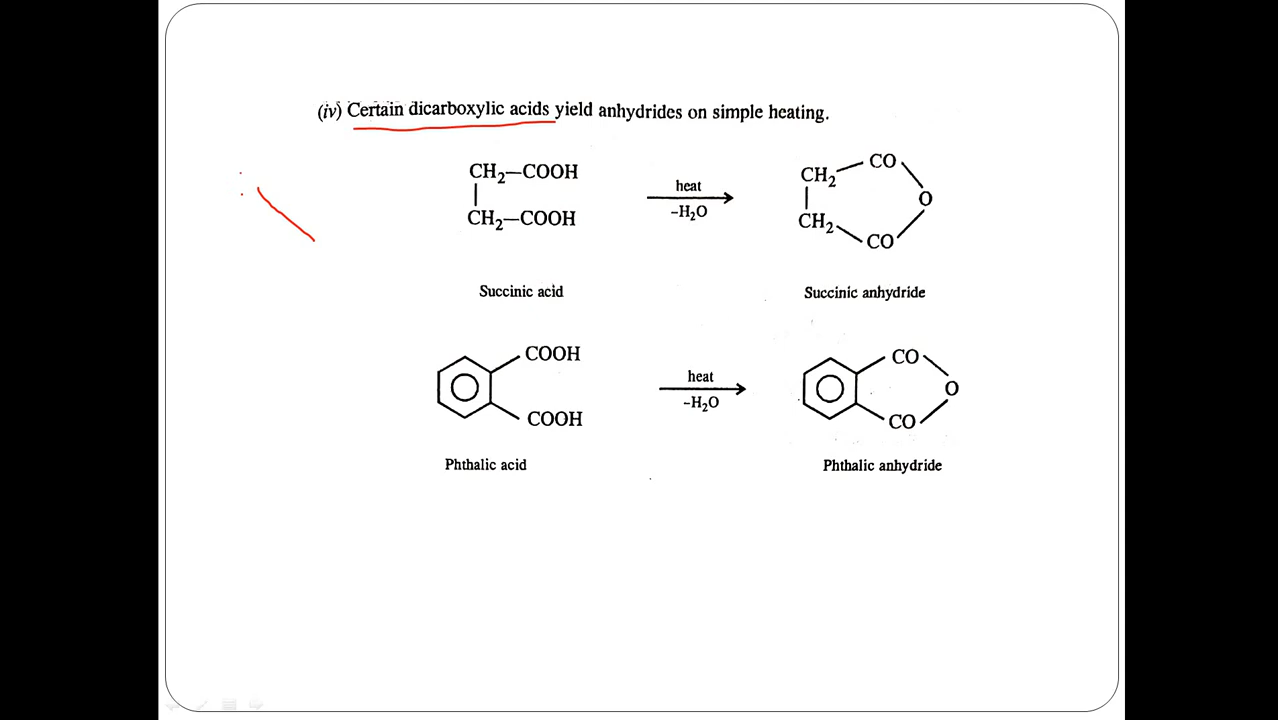 (iv) Certain dicarboxylic acids yield anhydrides on simple heating.
CH2—COOH
CH2—COOH
heat
–H2O
CH2
CO
O
CH2
CO
Succinic acid
Succinic anhydride
COOH
COOH
heat
–H2O
CO
O
CO
Phthalic acid
Phthalic anhydride